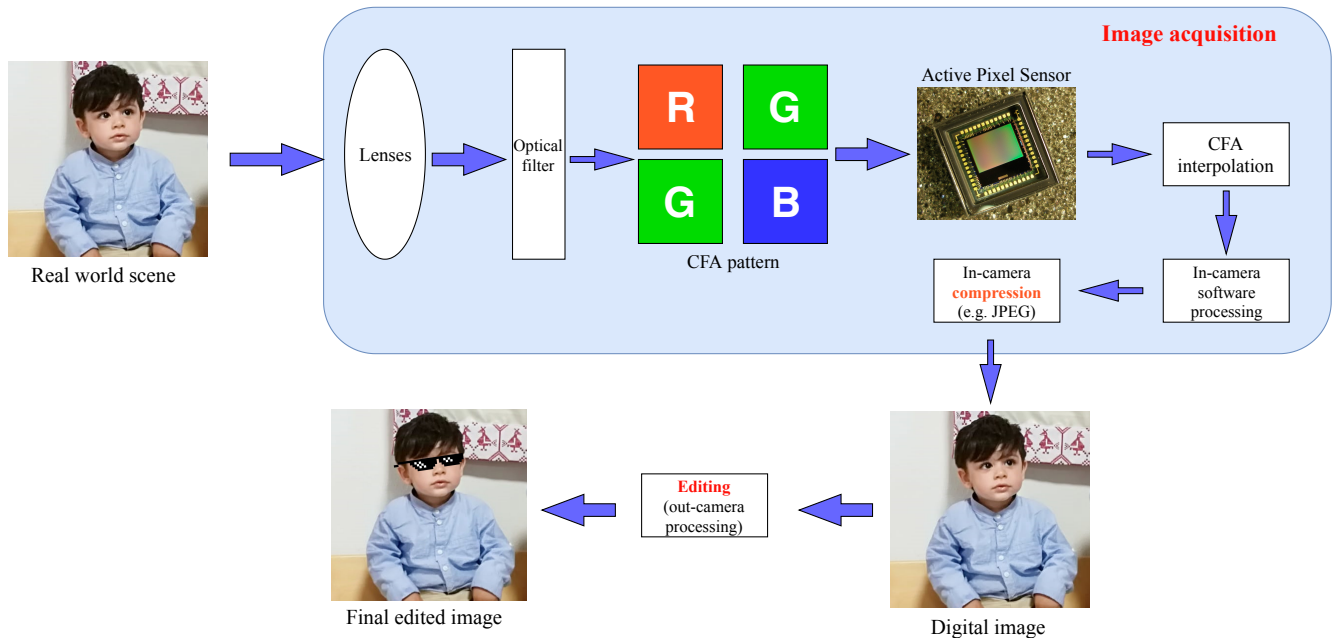 Image acquisition
Real world scene
Lenses
Optical
filter
R
G
G
B
CFA pattern
Active Pixel Sensor
CFA
interpolation
In-camera
software
processing
In-camera
compression
(e.g. JPEG)
Digital image
Editing
(out-camera
processing)
Final edited image